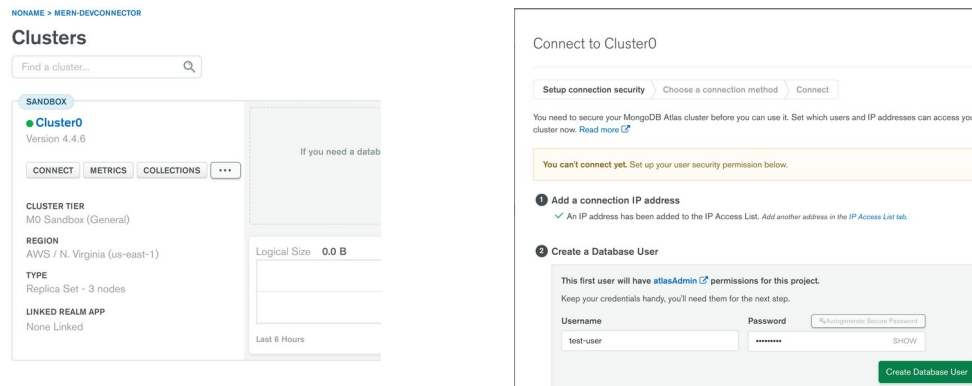 NONAME > MERN-DEVCONNECTOR
Clusters
Find a cluster...
SANDBOX
Cluster0
Version 4.4.6
CONNECT METRICS COLLECTIONS ...
CLUSTER TIER
M0 Sandbox (General)
REGION
AWS / N. Virginia (us-east-1)
TYPE
Replica Set - 3 nodes
LINKED REALM APP
None Linked
If you need a datab
Logical Size 0.0 B
Last 6 Hours
Connect to Cluster0
Setup connection security Choose a connection method Connect
You need to secure your MongoDB Atlas cluster before you can use it. Set which users and IP addresses can access you
cluster now. Read more
You can't connect yet. Set up your user security permission below.
1 Add a connection IP address
✓ An IP address has been added to the IP Access List. Add another address in the IP Access List tab.
2 Create a Database User
This first user will have atlasAdmin permissions for this project.
Keep your credentials handy, you'll need them for the next step.
Username Password Autogenerate Secure Password
test-user ••••••••• SHOW
Create Database User